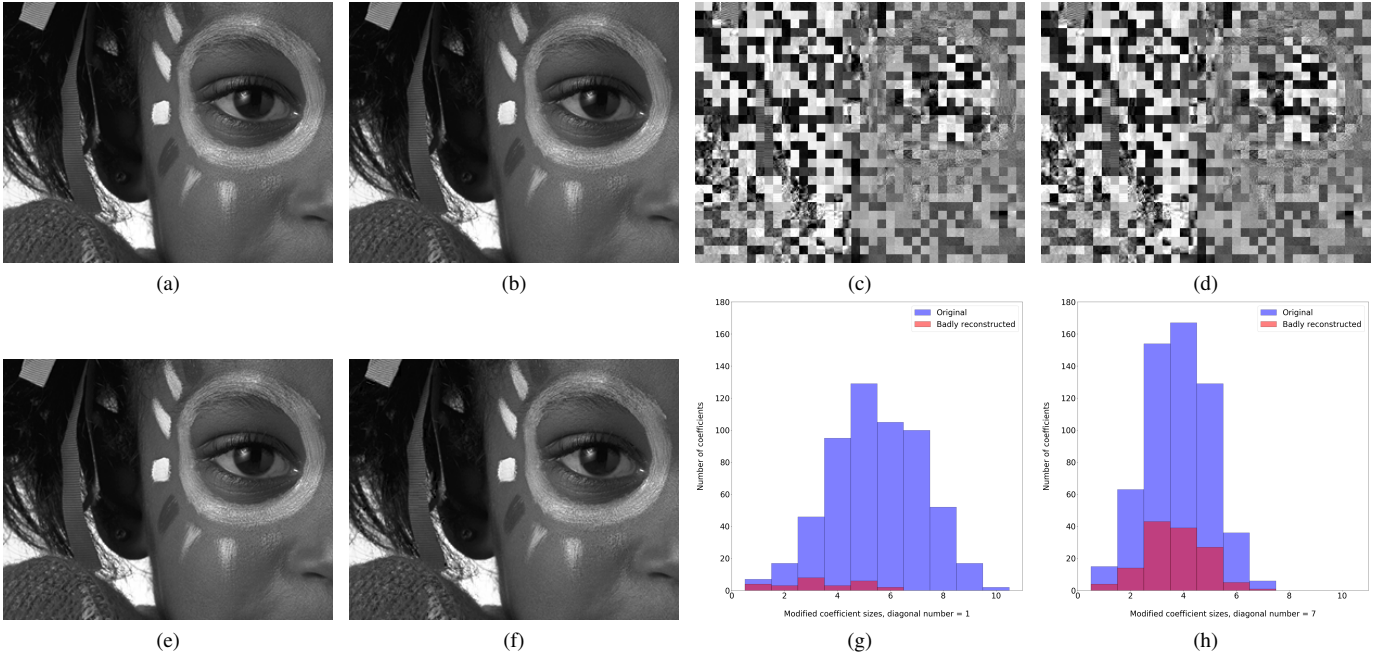 (a)
(b)
(c)
(d)
180
160
140
120
100
80
60
40
20
0
Number of coefficients
Original
Badly reconstructed
0
2
4
6
8
10
Modified coefficient sizes, diagonal number = 1
180
160
140
120
100
80
60
40
20
0
Number of coefficients
Original
Badly reconstructed
0
2
4
6
8
10
Modified coefficient sizes, diagonal number = 7
(e)
(f)
(g)
(h)